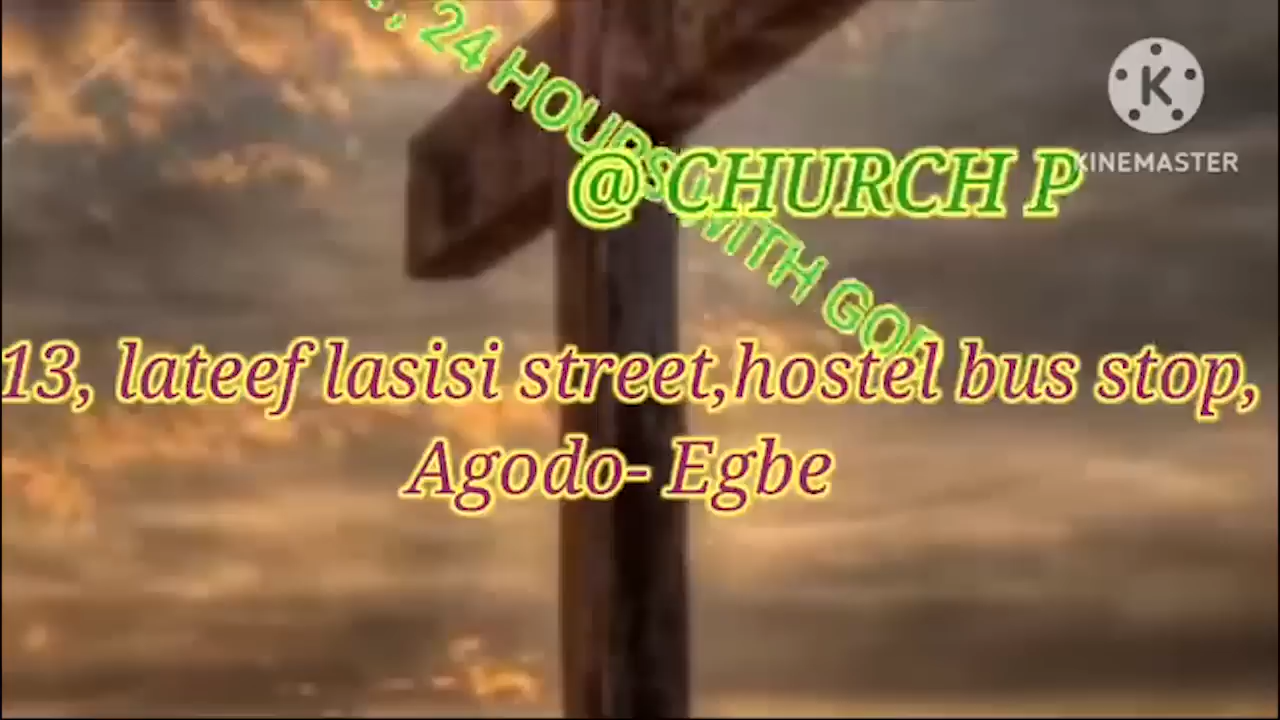 24 HOURS WITH GOD
@ CHURCH P
K
KINEMASTER
13, lateef lasisi street,hostel bus stop,
Agodo- Egbe